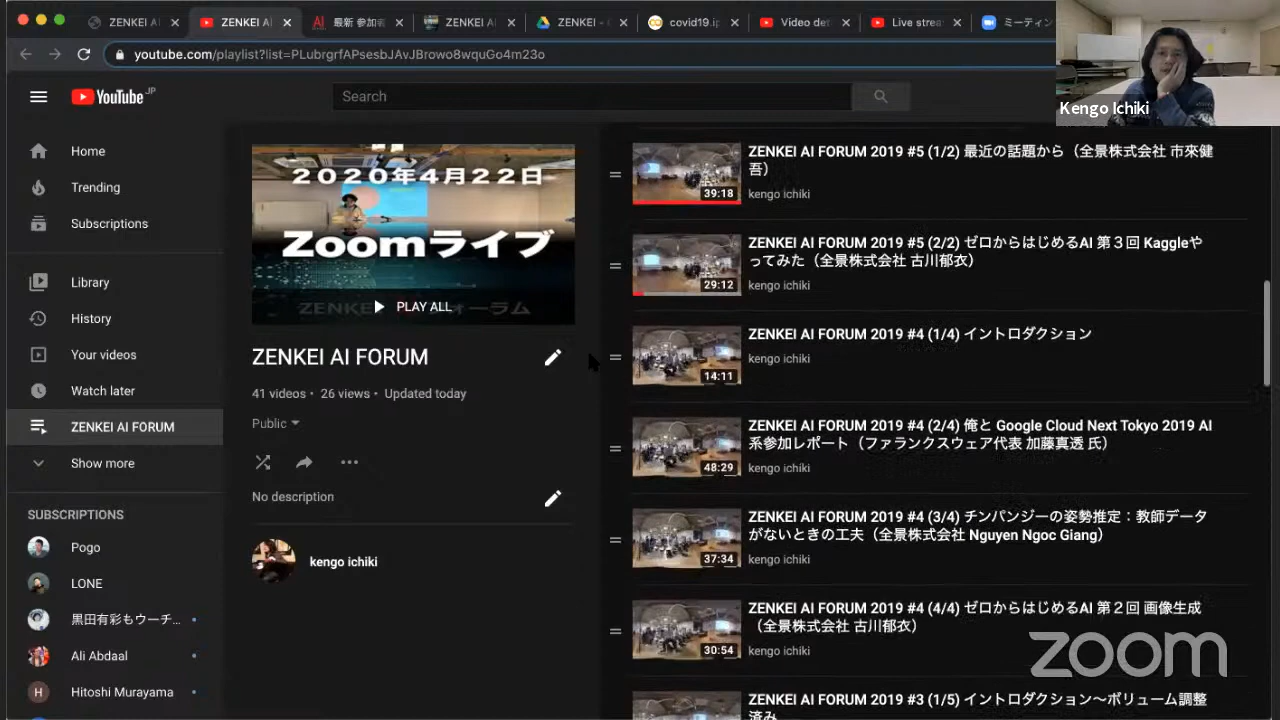 ZENKEI AI
ZENKEI AI
AI 最新 参加者
ZENKEI AI
ZENKEI -
covid19.ip
Video det
Live strea
ミーティン
youtube.com/playlist?list=PLubrgrfAPsesbJAvJBrowo8wquGo4m23o
Kengo Ichiki
YouTube JP
Search
Home
Trending
Subscriptions
Library
History
Your videos
Watch later
ZENKEI AI FORUM
Show more
SUBSCRIPTIONS
Pogo
LONE
黒田有彩もウーチ...
Ali Abdaal
H
Hitoshi Murayama
2020年4月22日
Zoomライブ
PLAY ALL
ZENKEI AI FORUM
41 videos • 26 views • Updated today
Public
No description
kengo ichiki
ZENKEI AI FORUM 2019 #5 (1/2) 最近の話題から（全景株式会社 市來健
吾）
39:18
kengo ichiki
ZENKEI AI FORUM 2019 #5 (2/2) ゼロからはじめるAI 第３回 Kaggleや
ってみた（全景株式会社 古川郁衣）
29:12
kengo ichiki
ZENKEI AI FORUM 2019 #4 (1/4) イントロダクション
14:11
kengo ichiki
ZENKEI AI FORUM 2019 #4 (2/4) 俺と Google Cloud Next Tokyo 2019 AI
系参加レポート（ファランクスウェア代表 加藤真透 氏）
48:29
kengo ichiki
ZENKEI AI FORUM 2019 #4 (3/4) チンパンジーの姿勢推定：教師データ
がないときの工夫（全景株式会社 Nguyen Ngoc Giang）
37:34
kengo ichiki
ZENKEI AI FORUM 2019 #4 (4/4) ゼロからはじめるAI 第２回 画像生成
（全景株式会社 古川郁衣）
30:54
kengo ichiki
ZENKEI AI FORUM 2019 #3 (1/5) イントロダクション〜ボリューム調整
済み
zoom